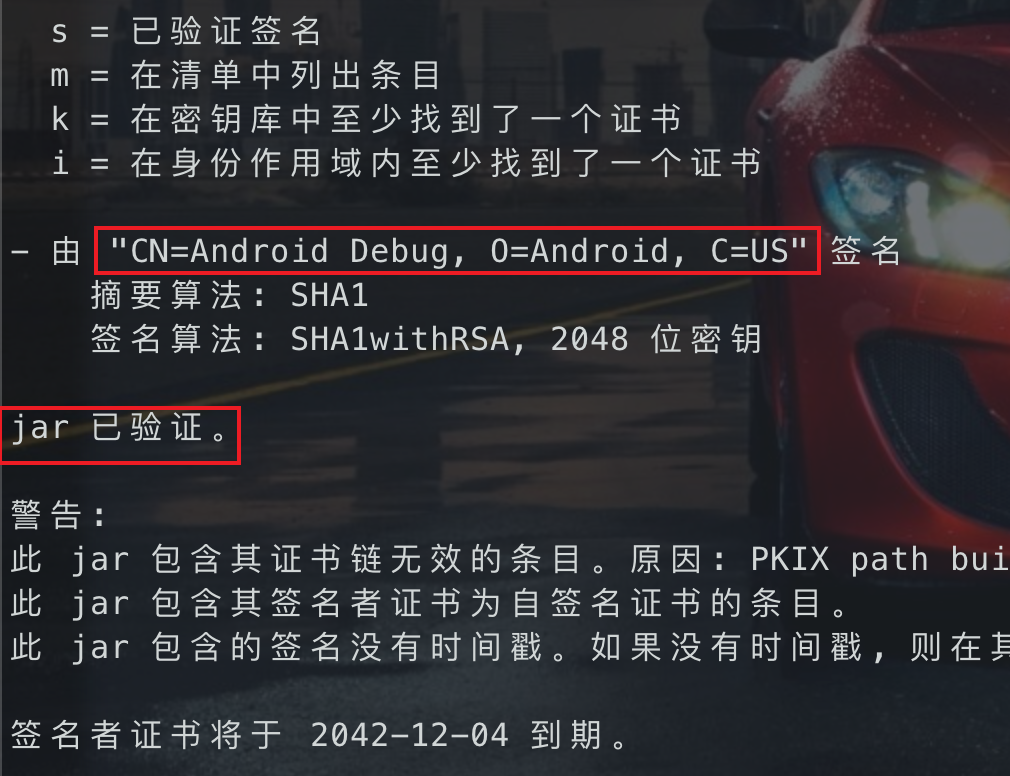 s = 已验证签名
m = 在清单中列出条目
k = 在密钥库中至少找到了一个证书
i = 在身份作用域内至少找到了一个证书
- 由 "CN=Android Debug, O=Android, C=US" 签名
摘要算法: SHA1
签名算法: SHA1withRSA, 2048 位密钥
jar 已验证。
警告:
此 jar 包含其证书链无效的条目。原因: PKIX path bui
此 jar 包含其签名者证书为自签名证书的条目。
此 jar 包含的签名没有时间戳。如果没有时间戳, 则在其
签名者证书将于 2042-12-04 到期。